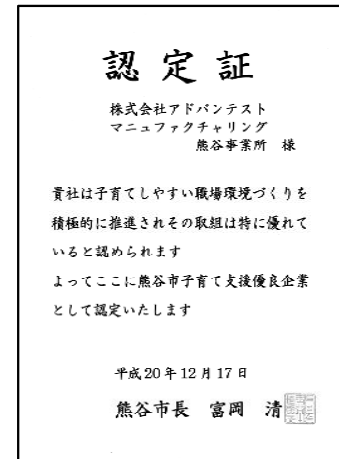 認定証
株式会社アドバンテスト
マニュファクチャリング
熊谷事業所 様
貴社は子育てしやすい職場環境づくりを
積極的に推進されその取組は特に優れて
いると認められます
よってここに熊谷市子育て支援優良企業
として認定いたします
平成20年12月17日
熊谷市長 富岡 清